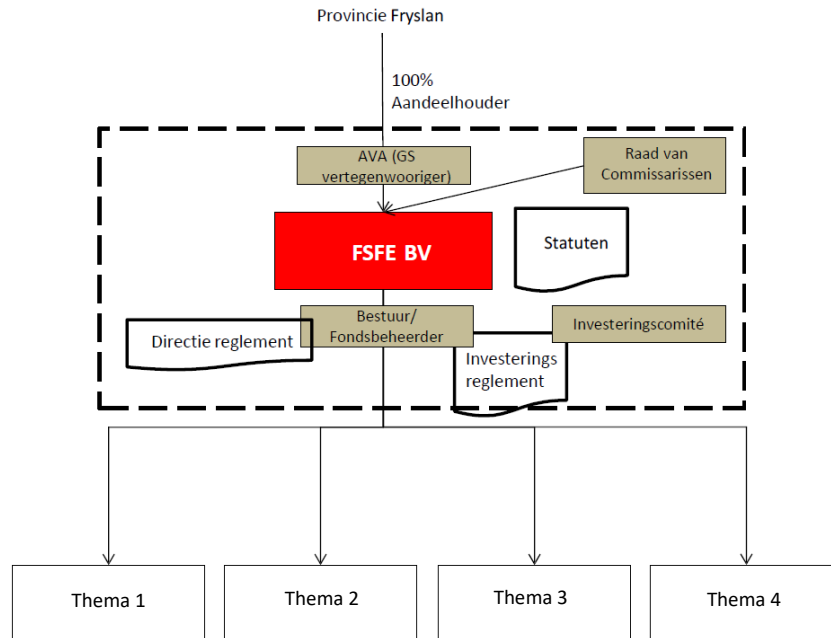 Provincie Fryslan
100%
Aandeelhouder
AVA (GS
vertegenwooriger)
Raad van
Commissarissen
FSFE BV
Statuten
Bestuur/
Fondsbeheerder
Investeringscomité
Directie reglement
Investerings
reglement
Thema 1
Thema 2
Thema 3
Thema 4